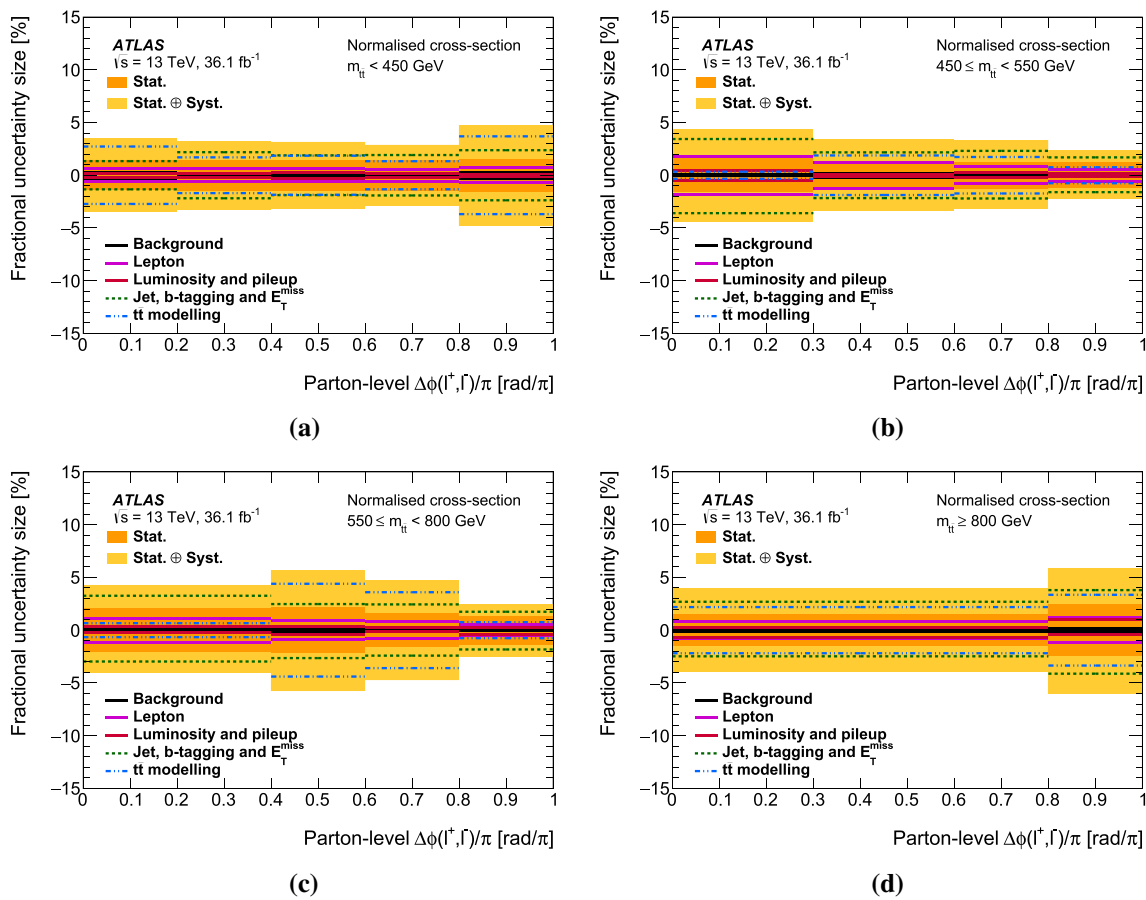 Fractional uncertainty size [%]
15
10
5
0
−5
−10
−15
ATLAS
√s = 13 TeV, 36.1 fb⁻¹
Stat.
Stat. ⊕ Syst.
Normalised cross-section
m_tt̄ < 450 GeV
Background
Lepton
Luminosity and pileup
Jet, b-tagging and E_T^miss
tt̄ modelling
0 0.1 0.2 0.3 0.4 0.5 0.6 0.7 0.8 0.9 1
Parton-level Δϕ(l⁺,l⁻)/π [rad/π]
(a)
Fractional uncertainty size [%]
15
10
5
0
−5
−10
−15
ATLAS
√s = 13 TeV, 36.1 fb⁻¹
Stat.
Stat. ⊕ Syst.
Normalised cross-section
450 ≤ m_tt̄ < 550 GeV
Background
Lepton
Luminosity and pileup
Jet, b-tagging and E_T^miss
tt̄ modelling
0 0.1 0.2 0.3 0.4 0.5 0.6 0.7 0.8 0.9 1
Parton-level Δϕ(l⁺,l⁻)/π [rad/π]
(b)
Fractional uncertainty size [%]
15
10
5
0
−5
−10
−15
ATLAS
√s = 13 TeV, 36.1 fb⁻¹
Stat.
Stat. ⊕ Syst.
Normalised cross-section
550 ≤ m_tt̄ < 800 GeV
Background
Lepton
Luminosity and pileup
Jet, b-tagging and E_T^miss
tt̄ modelling
0 0.1 0.2 0.3 0.4 0.5 0.6 0.7 0.8 0.9 1
Parton-level Δϕ(l⁺,l⁻)/π [rad/π]
(c)
Fractional uncertainty size [%]
15
10
5
0
−5
−10
−15
ATLAS
√s = 13 TeV, 36.1 fb⁻¹
Stat.
Stat. ⊕ Syst.
Normalised cross-section
m_tt̄ ≥ 800 GeV
Background
Lepton
Luminosity and pileup
Jet, b-tagging and E_T^miss
tt̄ modelling
0 0.1 0.2 0.3 0.4 0.5 0.6 0.7 0.8 0.9 1
Parton-level Δϕ(l⁺,l⁻)/π [rad/π]
(d)